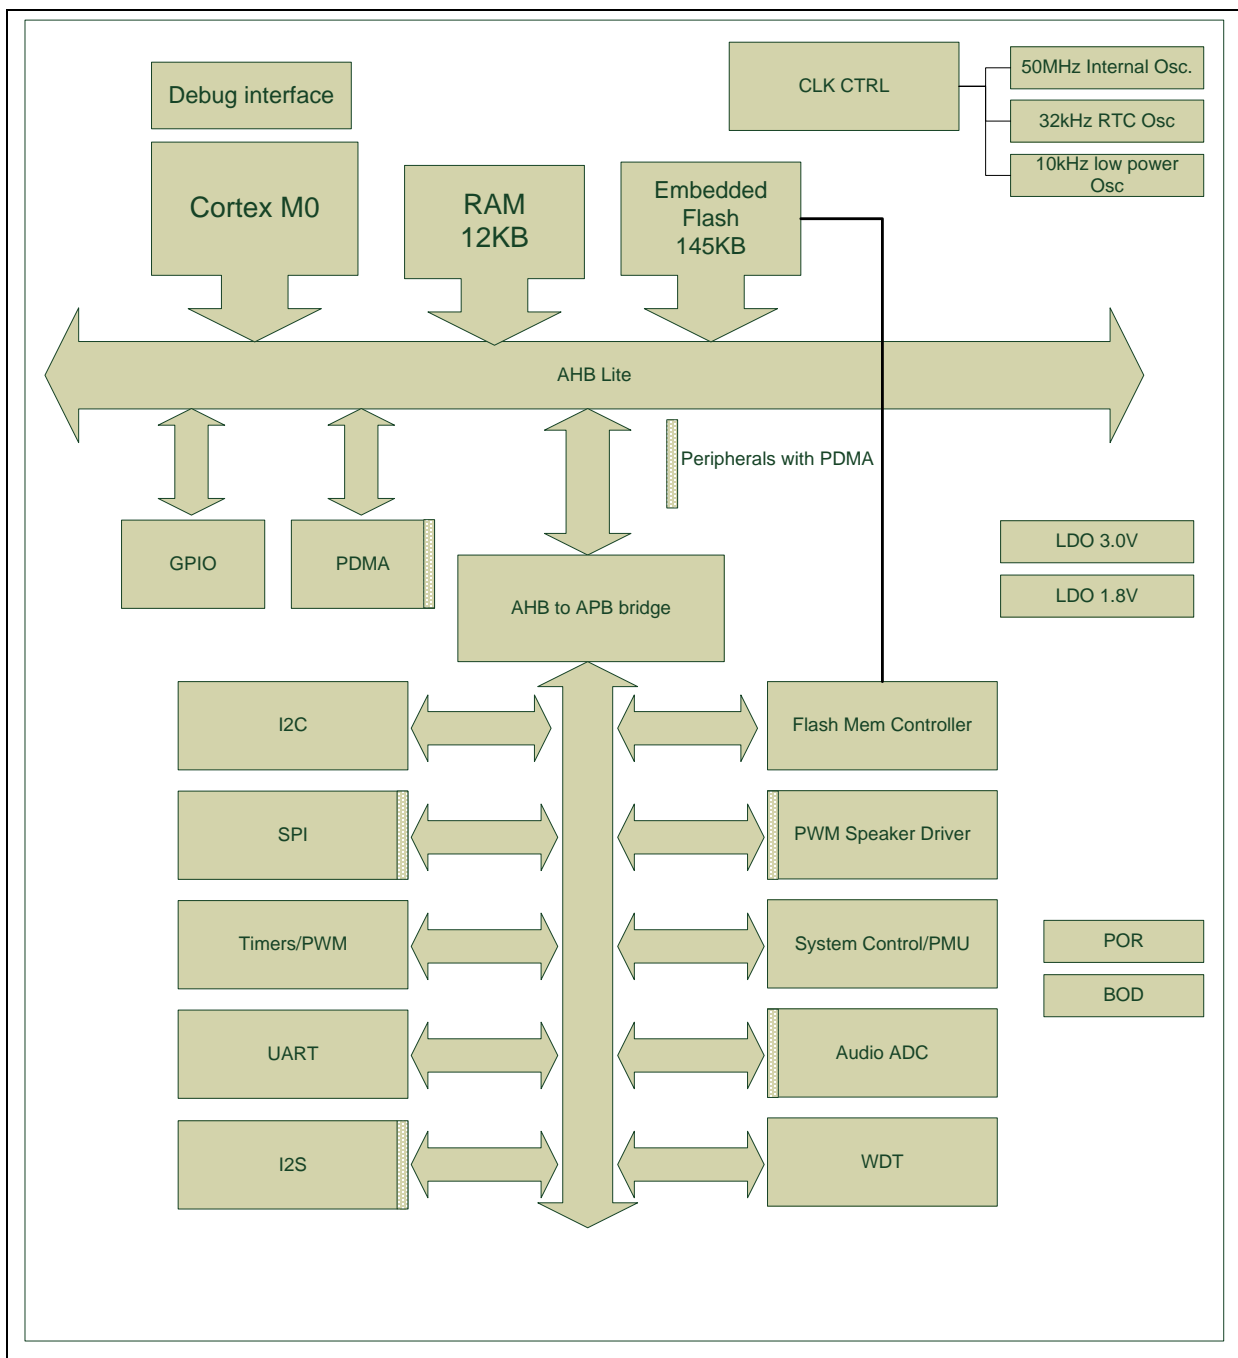 Debug interface
CLK CTRL
50MHz Internal Osc.
32kHz RTC Osc
10kHz low power
Osc
Cortex M0
RAM
12KB
Embedded
Flash
145KB
AHB Lite
Peripherals with PDMA
GPIO
PDMA
AHB to APB bridge
LDO 3.0V
LDO 1.8V
I2C
Flash Mem Controller
SPI
PWM Speaker Driver
Timers/PWM
System Control/PMU
POR
BOD
UART
Audio ADC
I2S
WDT